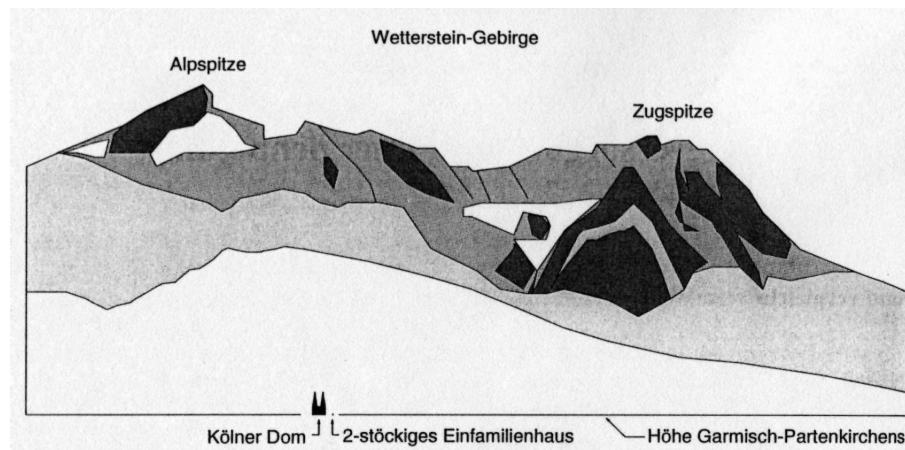 Wetterstein-Gebirge
Alpspitze
Zugspitze
Kölner Dom
2-stöckiges Einfamilienhaus
Höhe Garmisch-Partenkirchens